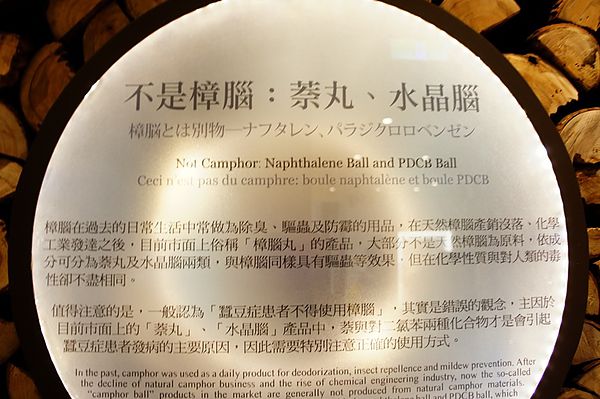 不是樟腦：萘丸、水晶腦
樟脳とは別物—ナフタレン、パラジクロロベンゼン
Not Camphor: Naphthalene Ball and PDCB Ball
Ceci n'est pas du camphre: boule naphtalène et boule PDCB
樟腦在過去的日常生活中常做為除臭、驅蟲及防霉的用品，在天然樟腦產銷沒落、化學
工業發達之後，目前市面上俗稱「樟腦丸」的產品，大部分不是天然樟腦為原料，依成
分可分為萘丸及水晶腦兩類，與樟腦同樣具有驅蟲等效果，但在化學性質與對人類的毒
性卻不盡相同。
值得注意的是，一般認為「蠶豆症患者不得使用樟腦」，其實是錯誤的觀念，主因於
目前市面上的「萘丸」、「水晶腦」產品中，萘與對二氯苯兩種化合物才是會引起
蠶豆症患者發病的主要原因，因此需要特別注意正確的使用方式。
In the past, camphor was used as a daily product for deodorization, insect repellence and mildew prevention. After
the decline of natural camphor business and the rise of chemical engineering industry, now the so-called
"camphor ball" products in the market are generally not produced from natural camphor materials.
ball and PDCB ball, which